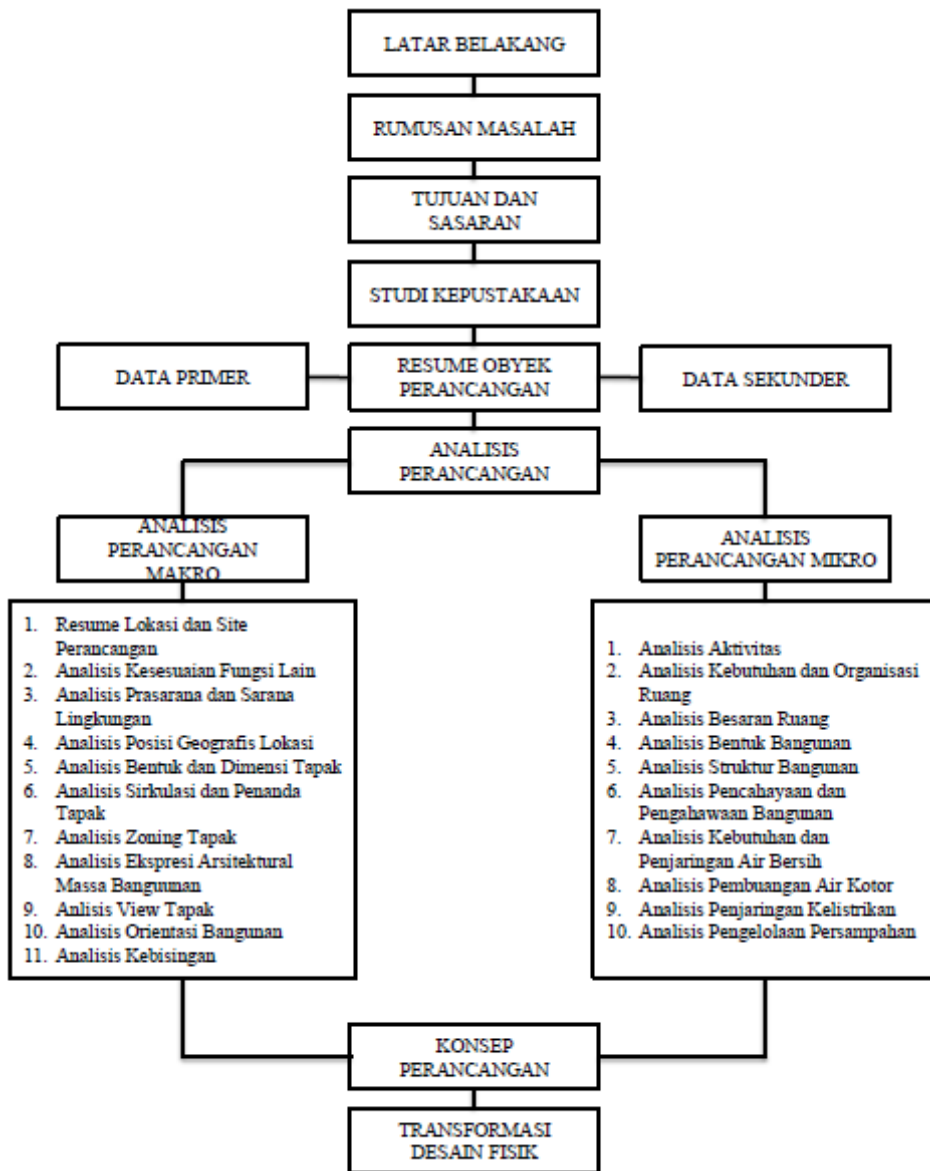 LATAR BELAKANG
RUMUSAN MASALAH
TUJUAN DAN
SASARAN
STUDI KEPUSTAKAAN
DATA PRIMER
RESUME OBYEK
PERANCANGAN
DATA SEKUNDER
ANALISIS
PERANCANGAN
ANALISIS
PERANCANGAN
MAKRO
ANALISIS
PERANCANGAN MIKRO
1. Resume Lokasi dan Site
Perancangan
2. Analisis Kesesuaian Fungsi Lain
3. Analisis Prasarana dan Sarana
Lingkungan
4. Analisis Posisi Geografis Lokasi
5. Analisis Bentuk dan Dimensi Tapak
6. Analisis Sirkulasi dan Penanda
Tapak
7. Analisis Zoning Tapak
8. Analisis Ekspresi Arsitektural
Massa Banguunan
9. Anlisis View Tapak
10. Analisis Orientasi Bangunan
11. Analisis Kebisingan
1. Analisis Aktivitas
2. Analisis Kebutuhan dan Organisasi
Ruang
3. Analisis Besaran Ruang
4. Analisis Bentuk Bangunan
5. Analisis Struktur Bangunan
6. Analisis Pencahayaan dan
Pengahawaan Bangunan
7. Analisis Kebutuhan dan
Penjaringan Air Bersih
8. Analisis Pembuangan Air Kotor
9. Analisis Penjaringan Kelistrikan
10. Analisis Pengelolaan Persampahan
KONSEP
PERANCANGAN
TRANSFORMASI
DESAIN FISIK